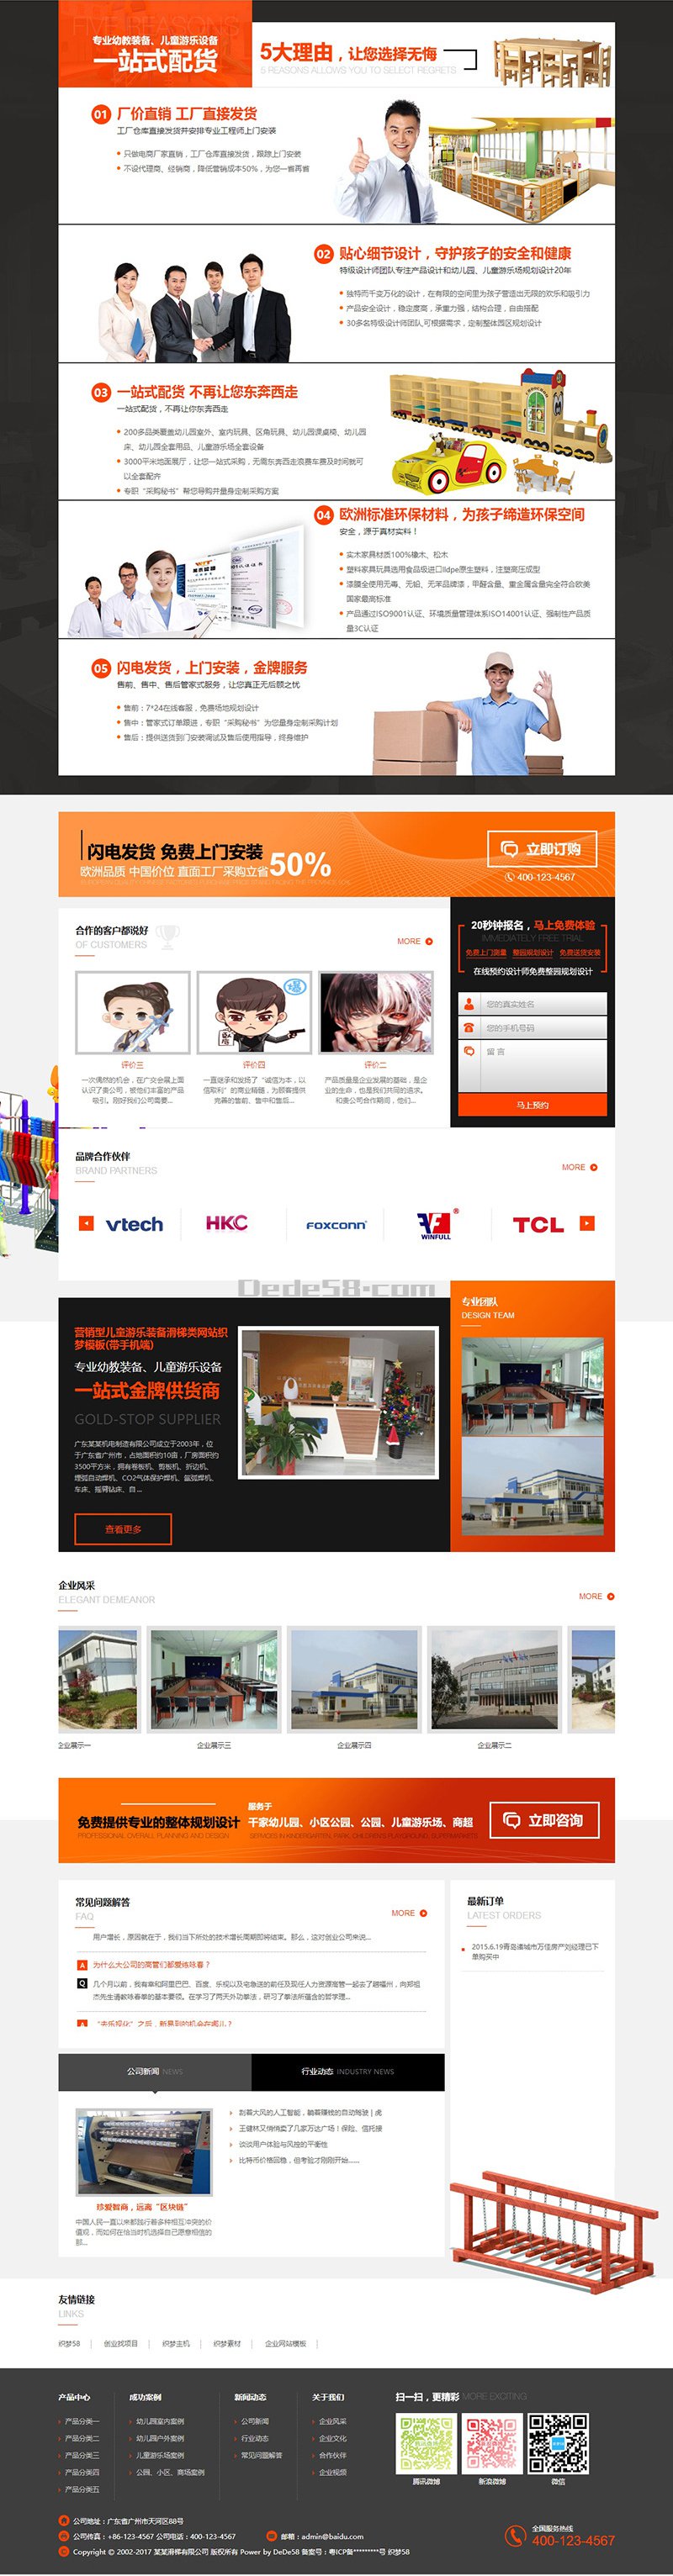 FIVE REASONS
专业幼教装备、儿童游乐设备
一站式配货
5大理由，让您选择无悔
5 REASONS ALLOWS YOU TO SELECT REGRETS
01 厂价直销 工厂直接发货
工厂仓库直接发货并安排专业工程师上门安装
只做电商厂家直销，工厂仓库直接发货，跟踪上门安装
不设代理商、经销商，降低营销成本50%，为您一省再省
02 贴心细节设计，守护孩子的安全和健康
特级设计师团队专注产品设计和幼儿园、儿童游乐场规划设计20年
独特而千变万化的设计，在有限的空间里为孩子营造出无限的欢乐和吸引力
产品安全设计，稳定度高，承重力强，结构合理，自由搭配
30多名特级设计师团队,可根据需求，定制整体园区规划设计
03 一站式配货 不再让您东奔西走
一站式配货，不再让你东奔西走
200多品类覆盖幼儿园室外、室内玩具、区角玩具、幼儿园课桌椅、幼儿园
床、幼儿园全套用品、儿童游乐场全套设备
3000平米地面展厅，让您一站式采购，无需东奔西走浪费车费及时间就可
以全套配齐
专职“采购秘书”帮您导购并量身定制采购方案
04 欧洲标准环保材料，为孩子缔造环保空间
安全，源于真材实料！
实木家具材质100%橡木、松木
塑料家具玩具选用食品级进口lldpe原生塑料，注塑高压成型
漆膜全使用无毒、无铅、无苯品牌漆，甲醛含量、重金属含量完全符合欧美
国家最高标准
产品通过ISO9001认证、环境质量管理体系ISO14001认证、强制性产品质
量3C认证
05 闪电发货，上门安装，金牌服务
售前、售中、售后管家式服务，让您真正无后顾之忧
售前：7*24在线客服，免费场地规划设计
售中：管家式订单跟进，专职“采购秘书”为您量身定制采购计划
售后：提供送货到门安装调试及售后使用指导，终身维护
闪电发货 免费上门安装
欧洲品质 中国价位 直面工厂采购立省50%
立即订购
400-123-4567
合作的客户都说好
OF CUSTOMERS
MORE
评价三
一次偶然的机会，在广交会展上面
认识了贵公司，被他们丰富的产品
吸引。刚好我们公司需要...
评价四
一直继承和发扬了“诚信为本，以
信取利”的商业精髓，为顾客提供
完善的售前、售中和售后...
评价二
产品质量是企业发展的基础，是企
业的生命，也是我们共同的追求。
和贵公司合作期间，他们...
20秒钟报名，马上免费体验
IMMEDIATELY FREE TRIAL
免费上门测量 整园规划设计 免费送货安装
在线预约设计师免费整园规划设计
您的真实姓名
您的手机号码
留 言
马上预约
品牌合作伙伴
BRAND PARTNERS
MORE
vtech
HKC
FOXCONN
WINFULL
TCL
Dede58.com
营销型儿童游乐装备滑梯类网站织
梦模板(带手机端)
专业幼教装备、儿童游乐设备
一站式金牌供货商
GOLD-STOP SUPPLIER
广东某某机电制造有限公司成立于2003年，位
于广东省广州市，占地面积约10亩，厂房面积约
3500平方米，拥有卷板机、剪板机、折边机、
埋弧自动焊机、CO2气体保护焊机、氩弧焊机、
车床、摇臂钻床、自 ...
查看更多
专业团队
DESIGN TEAM
企业风采
ELEGANT DEMEANOR
MORE
企业展示一
企业展示三
企业展示四
企业展示二
免费提供专业的整体规划设计
PROFESSIONAL OVERALL PLANNING AND DESIGN
服务于
千家幼儿园、小区公园、公园、儿童游乐场、商超
SERVICES IN KINDERGARTEN, PARK, CHILDREN'S PLAYGROUND, SUPERMARKETS
立即咨询
常见问题解答
FAQ
MORE
用户增长，原因就在于，我们当下所处的技术增长周期即将结束。那么，这对创业公司来说...
A 为什么大公司的高管们都爱练咏春？
Q 几个月以前，我有幸和阿里巴巴、百度、乐视以及宅急送的前任及现任人力资源高管一起去了趟福州，向郑祖
杰先生请教咏春拳的基本要领。在学习了两天外功拳法，研习了拳法所蕴含的哲学理...
“去乐视化”之后，新易到的机会在哪儿？
最新订单
LATEST ORDERS
2015.6.19青岛澳城市万佳房产刘经理已下
单购买中
公司新闻 NEWS
行业动态 INDUSTRY NEWS
珍爱智商，远离“区块链”
中国人民一直以来都践行着多种相互冲突的价
值观，而如何在恰当时机选择自己愿意相信的
那...
刮着大风的人工智能，躺着赚钱的自动驾驶 | 虎
王健林又悄悄卖了几家万达广场！保险、信托接
谈谈用户体验与风控的平衡性
比特币价格回稳，但考验才刚刚开始……
友情链接
LINKS
织梦58
创业找项目
织梦主机
织梦素材
企业网站模板
产品中心
产品分类一
产品分类二
产品分类三
产品分类四
产品分类五
成功案例
幼儿园室内案例
幼儿园户外案例
儿童游乐场案例
公园、小区、商场案例
新闻动态
公司新闻
行业动态
常见问题解答
关于我们
企业风采
企业文化
合作伙伴
企业视频
扫一扫，更精彩 MORE EXCITING
腾讯微博
新浪微博
微信
公司地址：广东省广州市天河区88号
公司传真：+86-123-4567 公司电话：400-123-4567
邮箱：admin@baidu.com
Copyright © 2002-2017 某某滑梯有限公司 版权所有 Power by DeDe58 备案号：粤ICP备*********号 织梦58
全国服务热线
400-123-4567